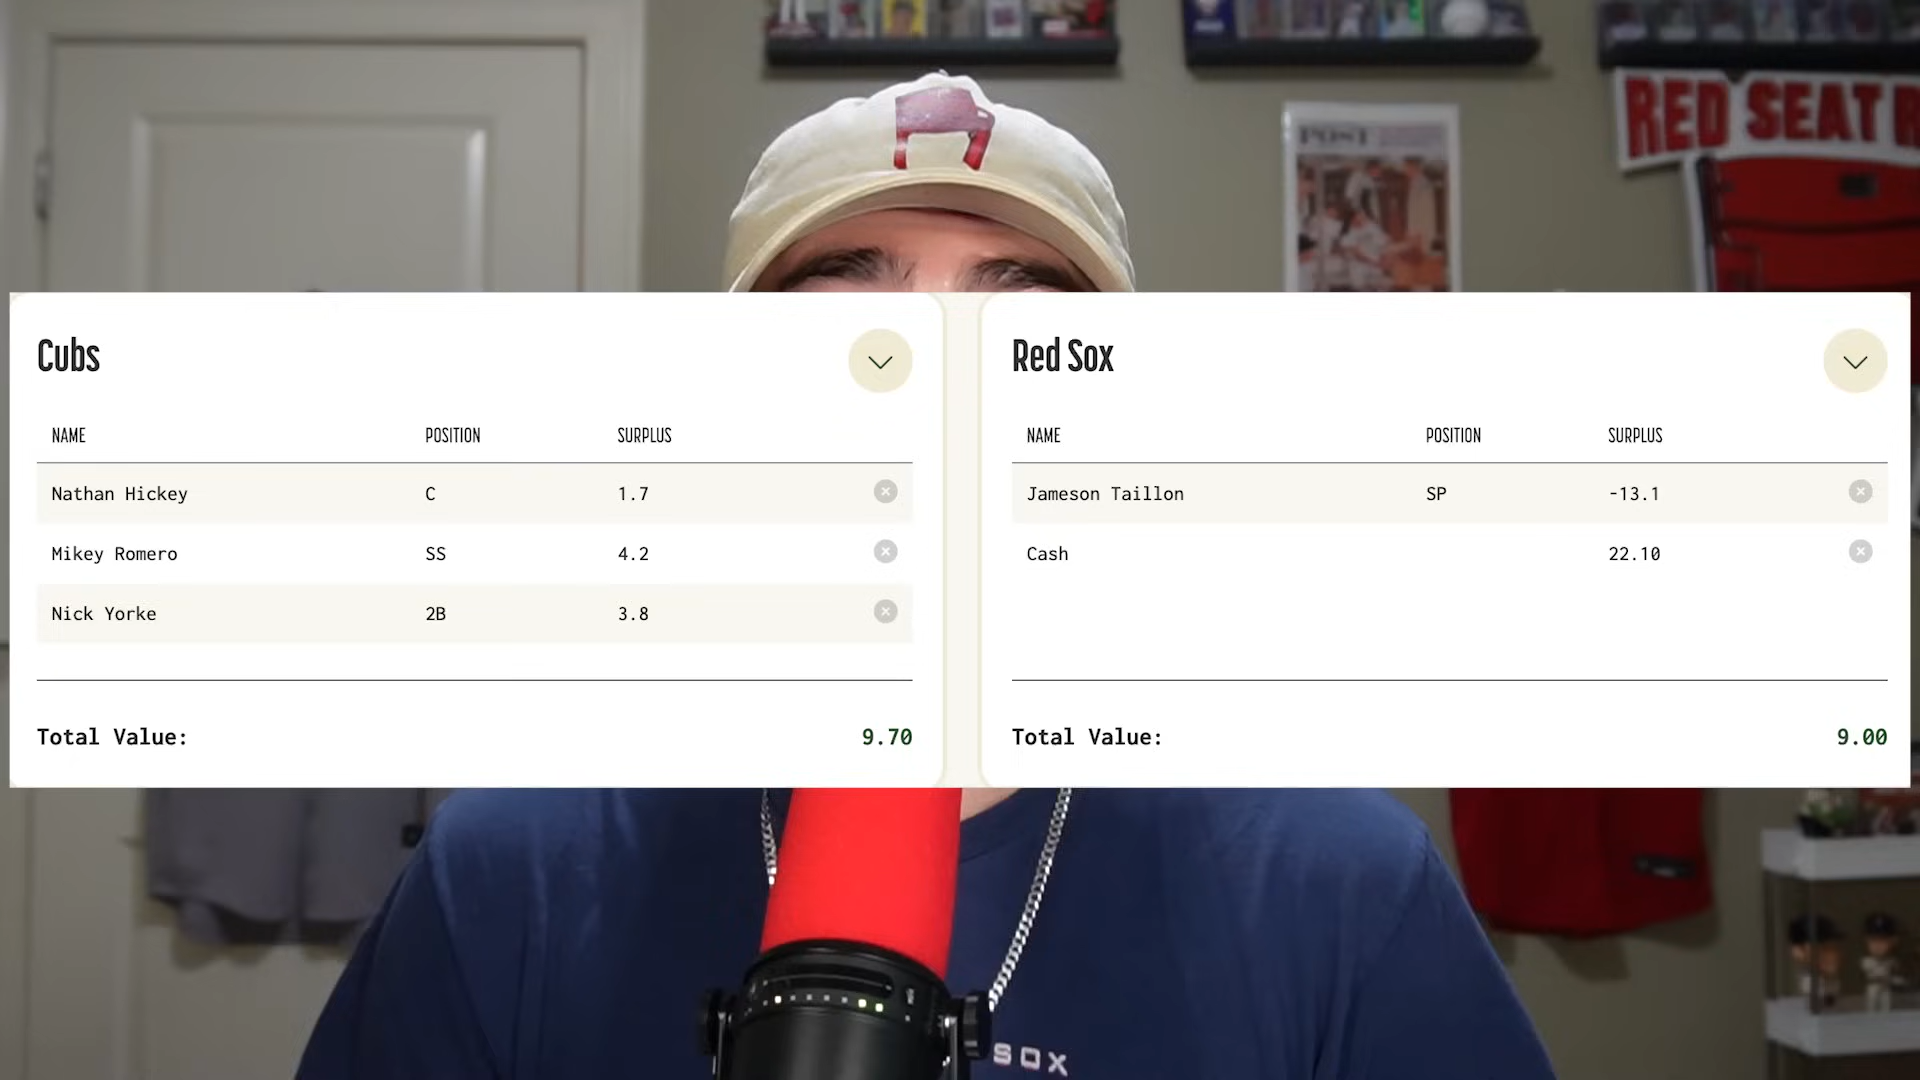 POST
RED SEAT R
Cubs
NAME POSITION SURPLUS
Nathan Hickey C 1.7
Mikey Romero SS 4.2
Nick Yorke 2B 3.8
Total Value: 9.70
Red Sox
NAME POSITION SURPLUS
Jameson Taillon SP -13.1
Cash 22.10
Total Value: 9.00
SOX